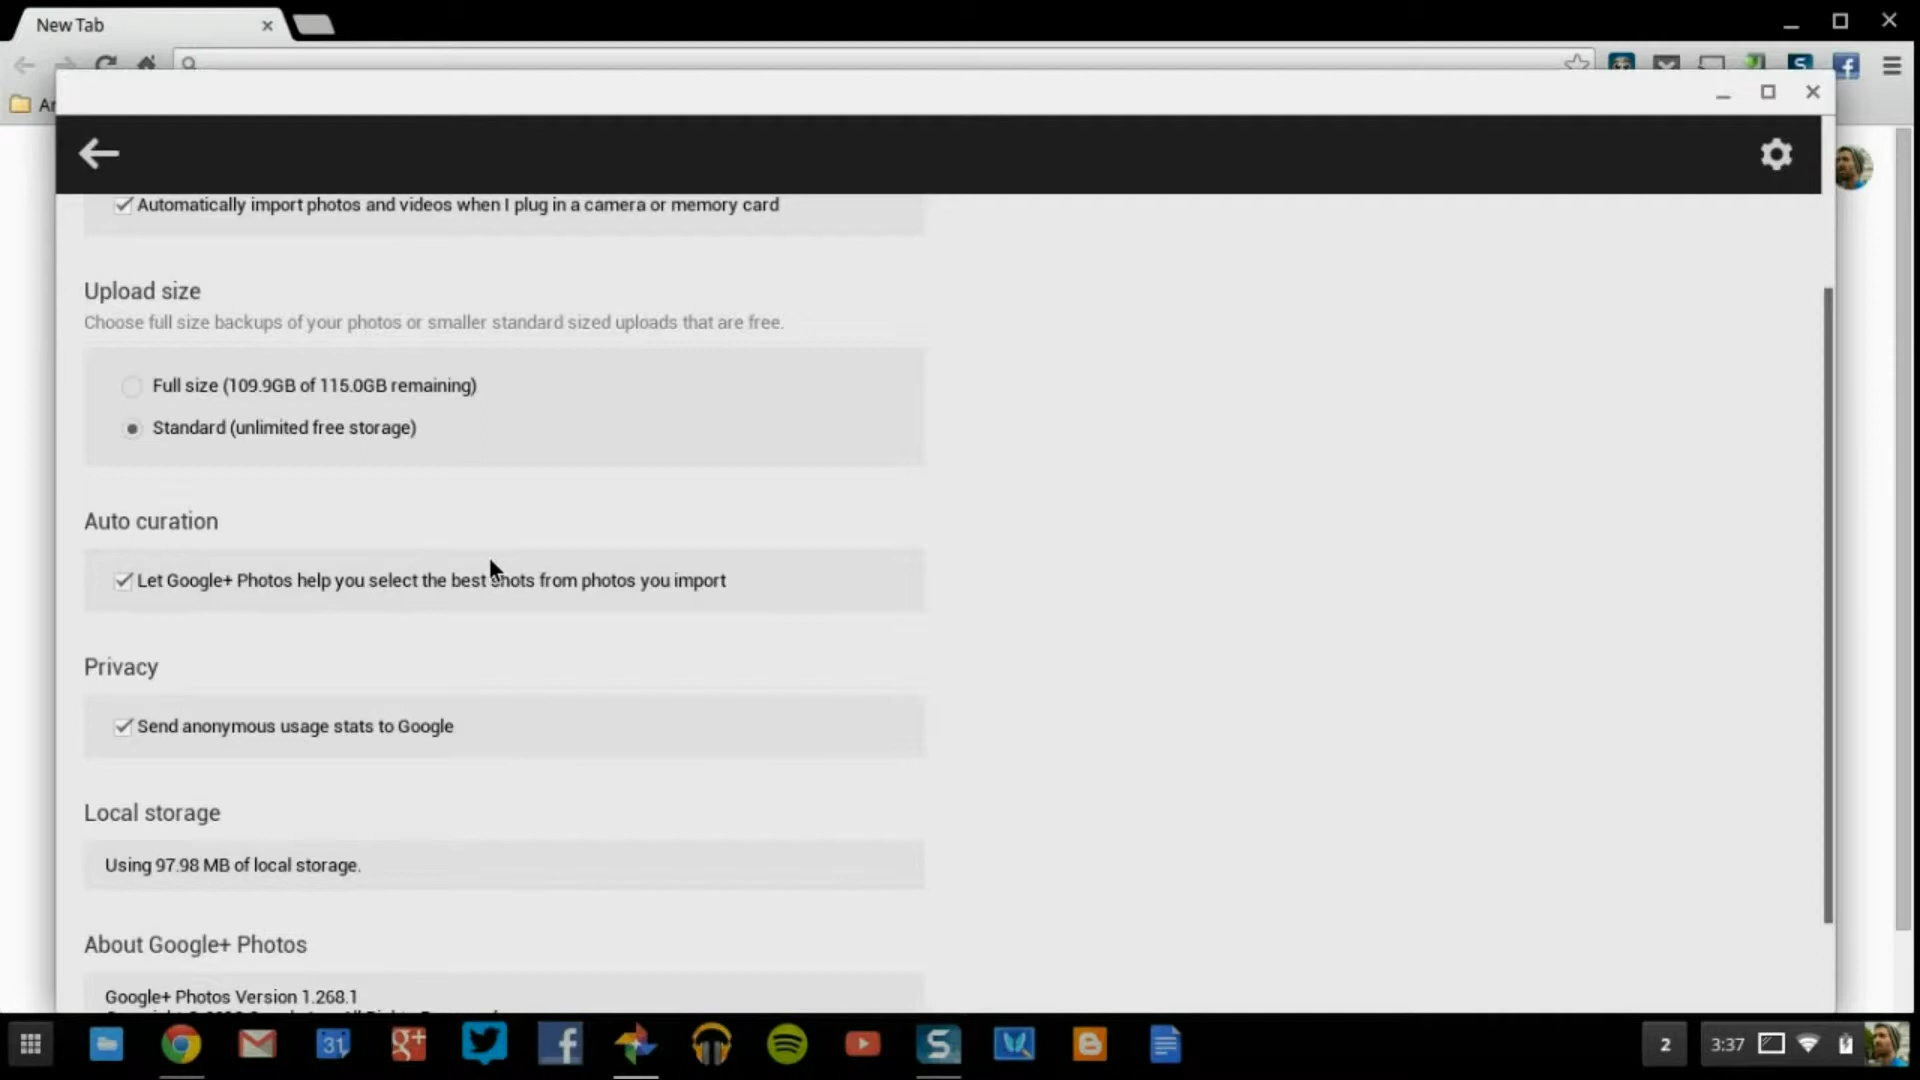 New Tab
Automatically import photos and videos when I plug in a camera or memory card
Upload size
Choose full size backups of your photos or smaller standard sized uploads that are free.
Full size (109.9GB of 115.0GB remaining)
Standard (unlimited free storage)
Auto curation
Let Google+ Photos help you select the best shots from photos you import
Privacy
Send anonymous usage stats to Google
Local storage
Using 97.98 MB of local storage.
About Google+ Photos
Google+ Photos Version 1.268.1
31
g+
f
S
2
3:37